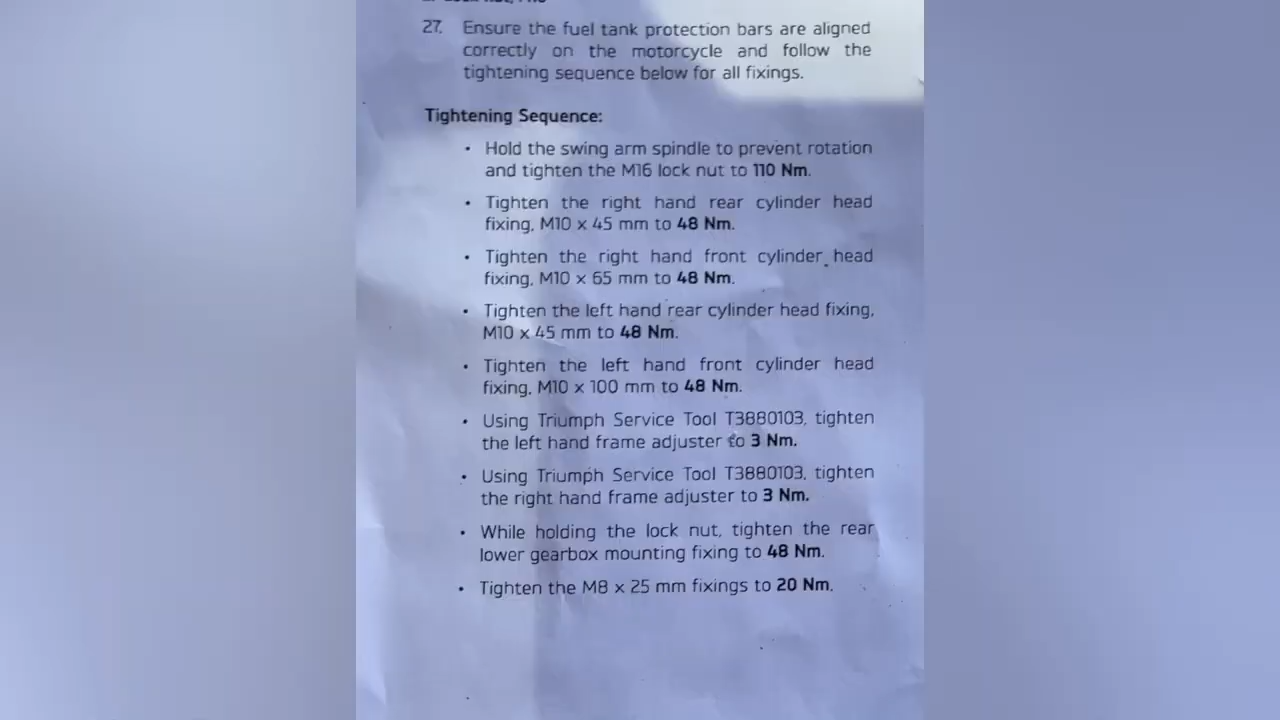 27. Ensure the fuel tank protection bars are aligned
correctly on the motorcycle and follow the
tightening sequence below for all fixings.
Tightening Sequence:
• Hold the swing arm spindle to prevent rotation
and tighten the M16 lock nut to 110 Nm.
• Tighten the right hand rear cylinder head
fixing, M10 x 45 mm to 48 Nm.
• Tighten the right hand front cylinder head
fixing, M10 x 65 mm to 48 Nm.
• Tighten the left hand rear cylinder head fixing,
M10 x 45 mm to 48 Nm.
• Tighten the left hand front cylinder head
fixing, M10 x 100 mm to 48 Nm.
• Using Triumph Service Tool T3880103, tighten
the left hand frame adjuster to 3 Nm.
• Using Triumph Service Tool T3880103, tighten
the right hand frame adjuster to 3 Nm.
• While holding the lock nut, tighten the rear
lower gearbox mounting fixing to 48 Nm.
• Tighten the M8 x 25 mm fixings to 20 Nm.